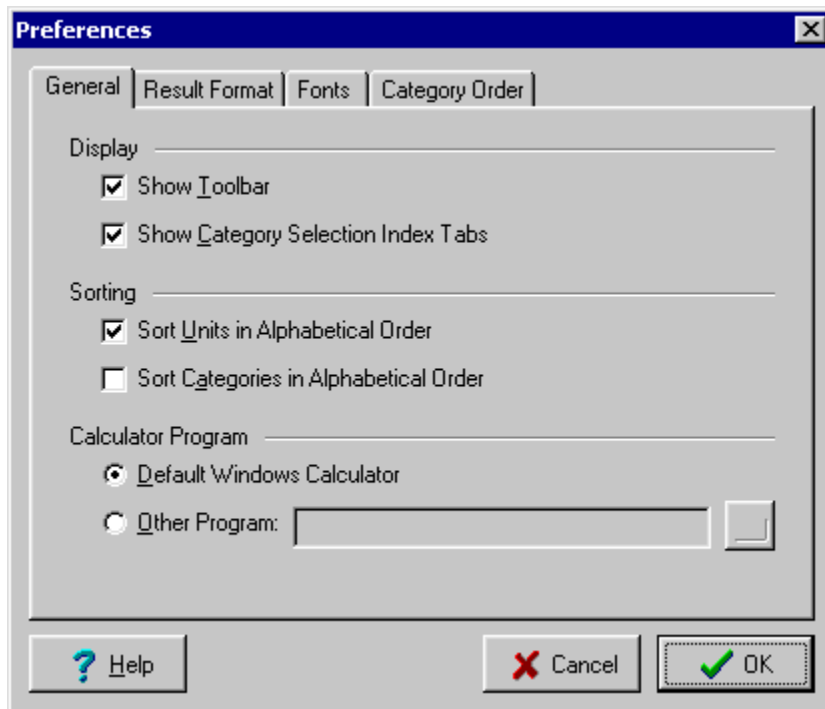 Preferences
General Result Format Fonts Category Order
Display
Show Toolbar
Show Category Selection Index Tabs
Sorting
Sort Units in Alphabetical Order
Sort Categories in Alphabetical Order
Calculator Program
Default Windows Calculator
Other Program:
Help Cancel OK